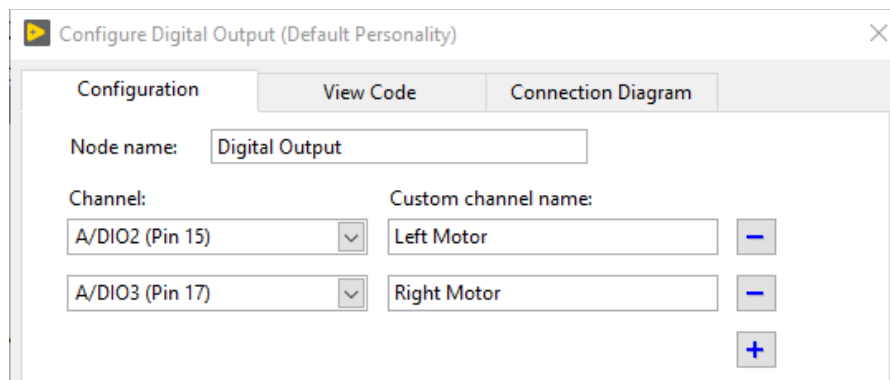 Configure Digital Output (Default Personality)
Configuration View Code Connection Diagram
Node name: Digital Output
Channel: Custom channel name:
A/DIO2 (Pin 15) Left Motor
A/DIO3 (Pin 17) Right Motor